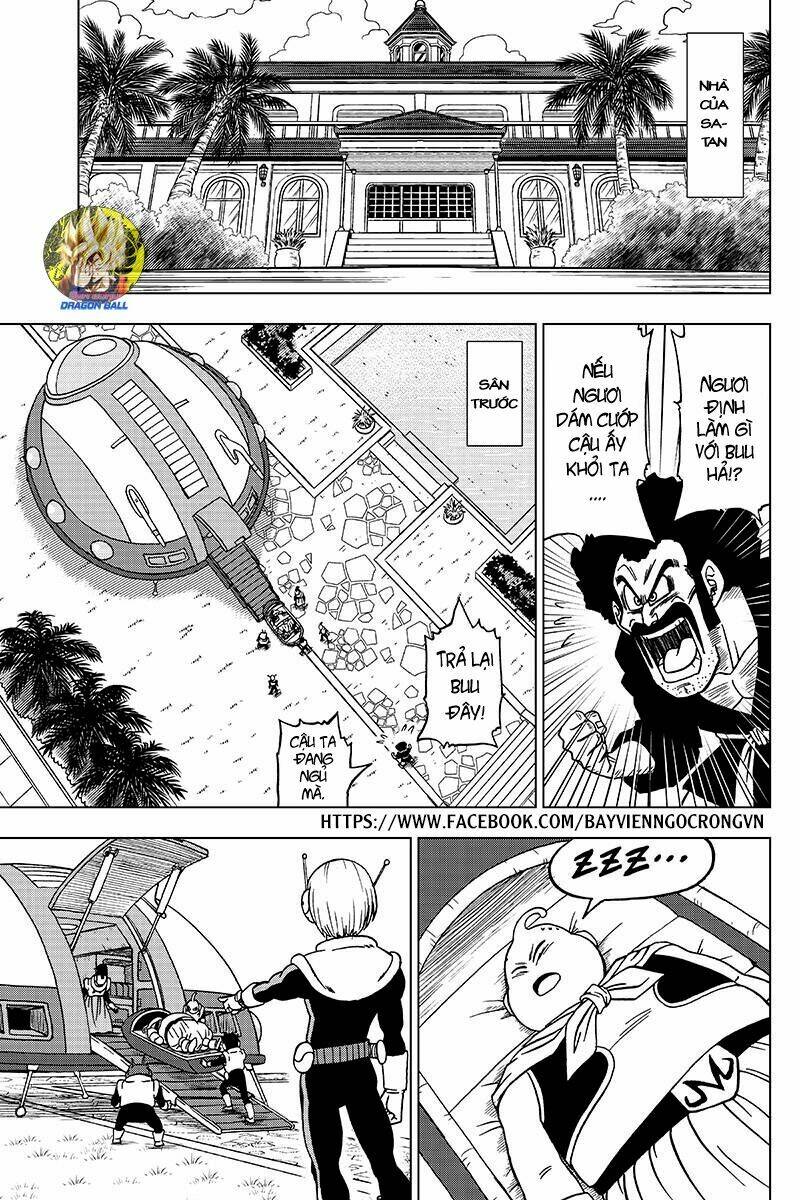 NHÀ
CỦA
SA-
TAN
DRAGON BALL
NGƯƠI
ĐỊNH
LÀM GÌ
VỚI BUU
HẢ!?
NẾU
NGƯƠI
DÁM CƯỚP
CẬU ẤY
KHỎI TA
....
SÂN
TRƯỚC
TRẢ LẠI
BUU
ĐÂY!
CẬU TA
ĐANG
NGỦ
MÀ.
HTTPS://WWW.FACEBOOK.COM/BAYVIENNGOCRONGVN
ZZZ...